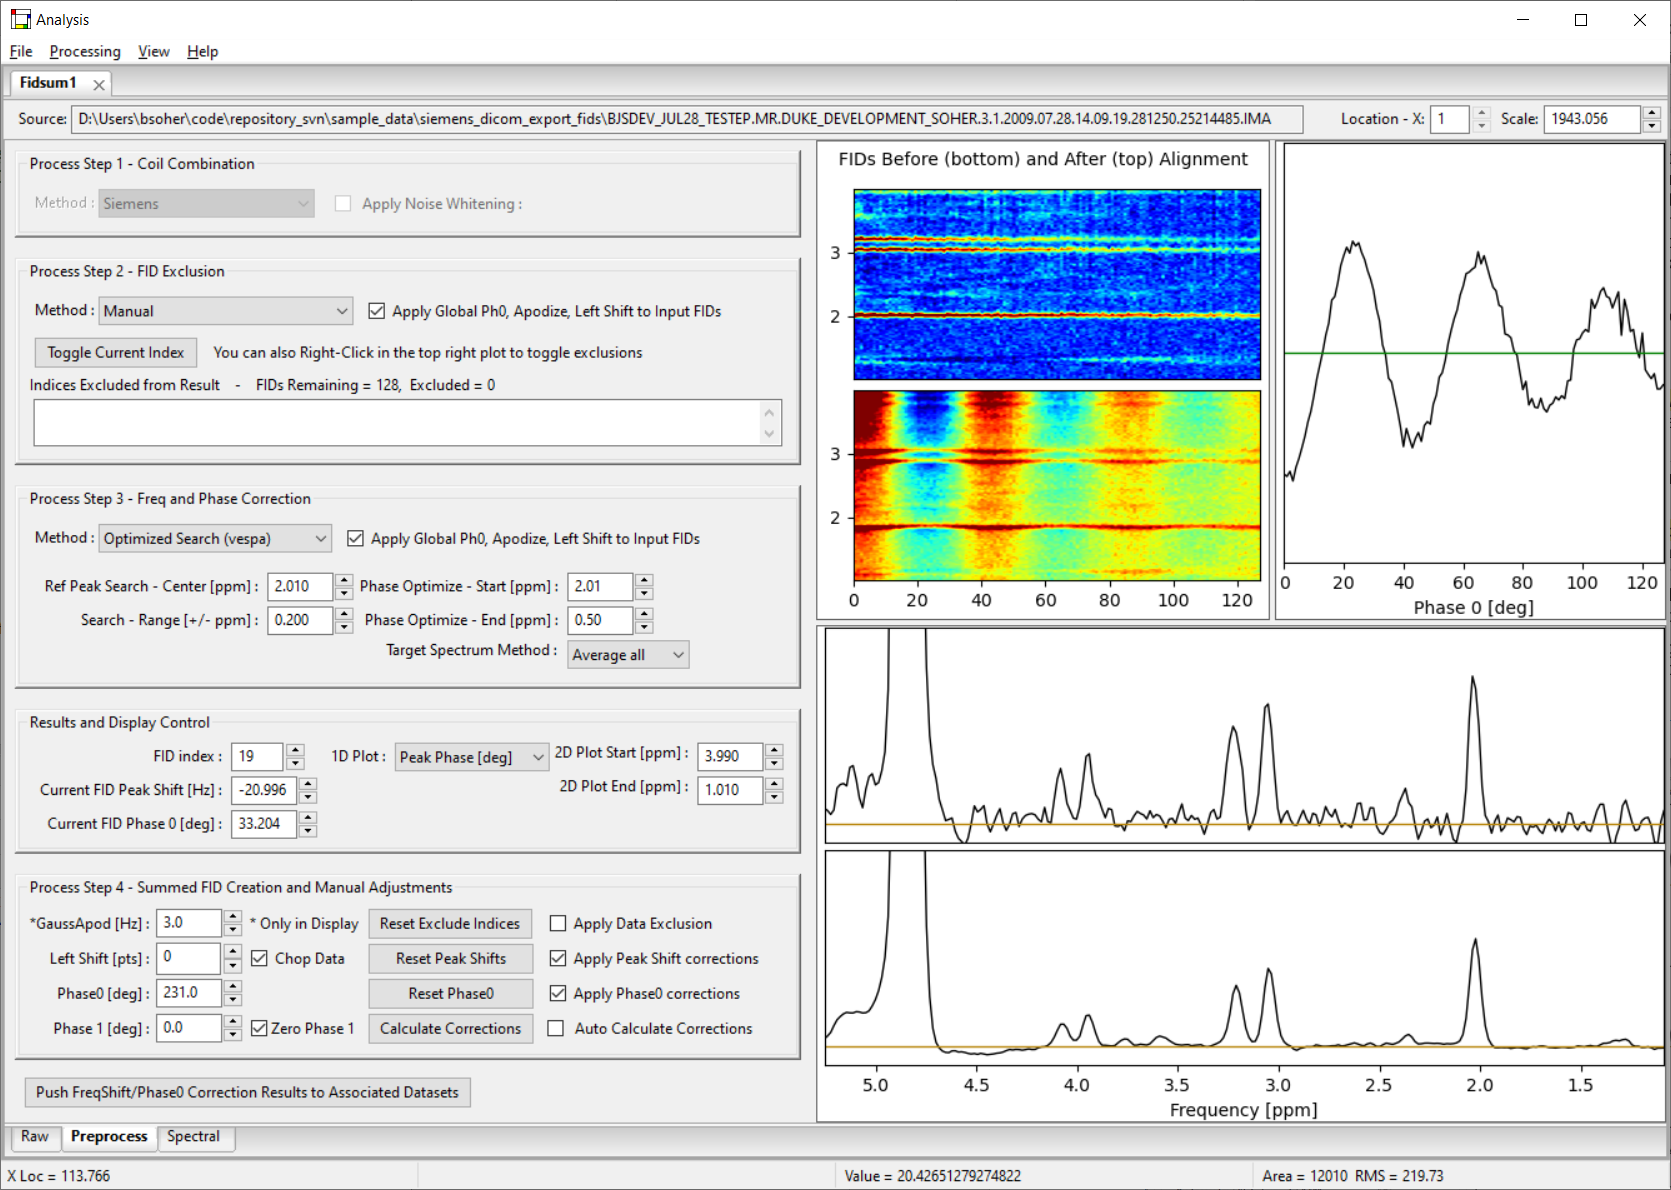 Analysis
File Processing View Help
Fidsum1
Source: D:\Users\bsoher\code\repository_svn\sample_data\siemens_dicom_export_fids\BJSDEV_JUL28_TESTEP.MR.DUKE_DEVELOPMENT_SOHER.3.1.2009.07.28.14.09.19.281250.25214485.IMA Location - X: 1 Scale: 1943.056
Process Step 1 - Coil Combination
Method : Siemens Apply Noise Whitening :
Process Step 2 - FID Exclusion
Method : Manual Apply Global Ph0, Apodize, Left Shift to Input FIDs
Toggle Current Index You can also Right-Click in the top right plot to toggle exclusions
Indices Excluded from Result - FIDs Remaining = 128, Excluded = 0
Process Step 3 - Freq and Phase Correction
Method : Optimized Search (vespa) Apply Global Ph0, Apodize, Left Shift to Input FIDs
Ref Peak Search - Center [ppm] : 2.010 Phase Optimize - Start [ppm] : 2.01
Search - Range [+/- ppm] : 0.200 Phase Optimize - End [ppm] : 0.50
Target Spectrum Method : Average all
Results and Display Control
FID index : 19 1D Plot : Peak Phase [deg] 2D Plot Start [ppm] : 3.990
Current FID Peak Shift [Hz] : -20.996 2D Plot End [ppm] : 1.010
Current FID Phase 0 [deg] : 33.204
Process Step 4 - Summed FID Creation and Manual Adjustments
*GaussApod [Hz] : 3.0 * Only in Display Reset Exclude Indices Apply Data Exclusion
Left Shift [pts] : 0 Chop Data Reset Peak Shifts Apply Peak Shift corrections
Phase0 [deg] : 231.0 Reset Phase0 Apply Phase0 corrections
Phase 1 [deg] : 0.0 Zero Phase 1 Calculate Corrections Auto Calculate Corrections
Push FreqShift/Phase0 Correction Results to Associated Datasets
FIDs Before (bottom) and After (top) Alignment
3
2
3
2
0 20 40 60 80 100 120
0 20 40 60 80 100 120
Phase 0 [deg]
5.0 4.5 4.0 3.5 3.0 2.5 2.0 1.5
Frequency [ppm]
Raw Preprocess Spectral
X Loc = 113.766 Value = 20.42651279274822 Area = 12010 RMS = 219.73